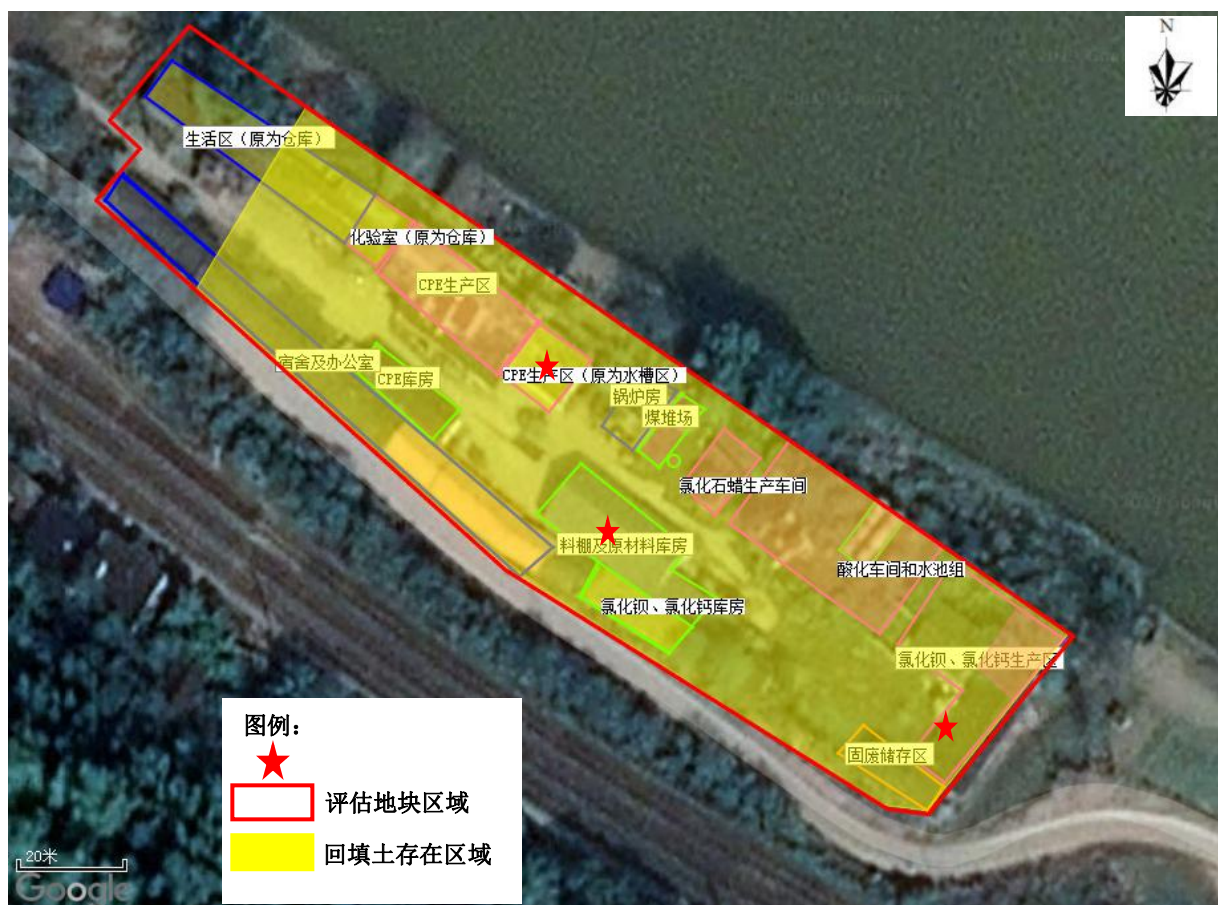 N
生活区（原为仓库）
化验室（原为仓库）
CPE生产区
宿舍及办公室
CPE库房
CPE生产区（原为水槽区）
锅炉房
煤堆场
氯化石蜡生产车间
料棚及原材料库房
酸化车间和水池组
氯化钡、氯化钙库房
氯化钡、氯化钙生产区
固废储存区
图例：
评估地块区域
回填土存在区域
20米
Google